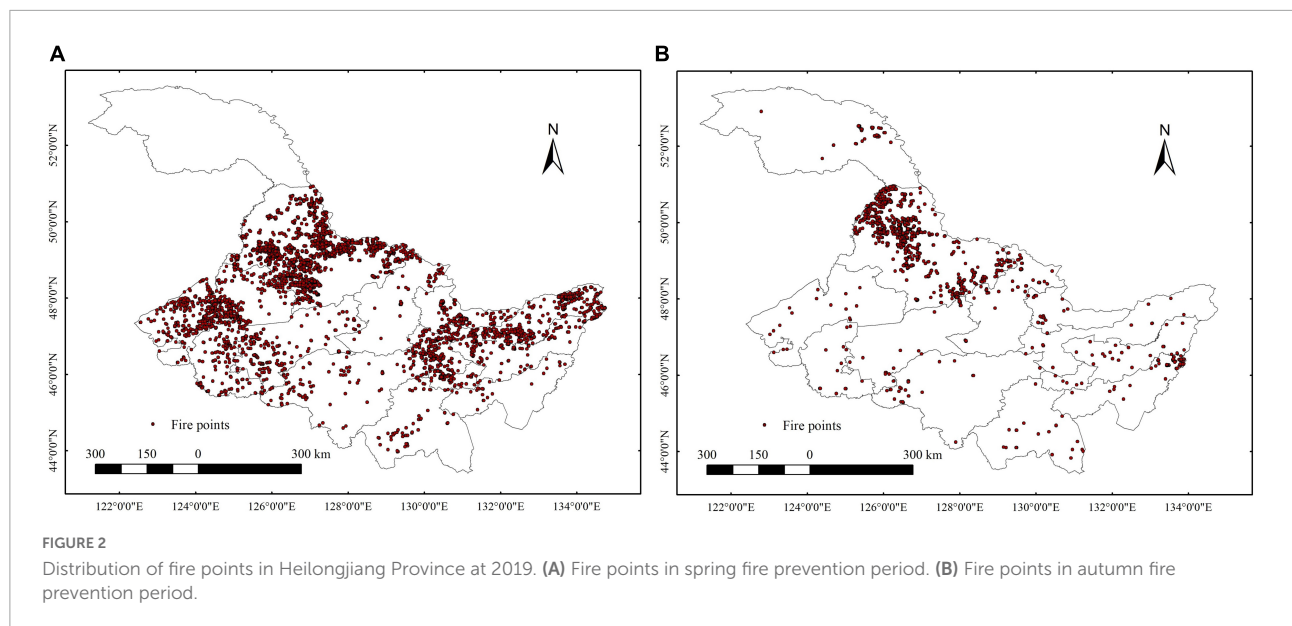 A
B
N
52°0'0"N
50°0'0"N
48°0'0"N
46°0'0"N
44°0'0"N
Fire points
300 150 0 300 km
122°0'0"E 124°0'0"E 126°0'0"E 128°0'0"E 130°0'0"E 132°0'0"E 134°0'0"E
N
52°0'0"N
50°0'0"N
48°0'0"N
46°0'0"N
44°0'0"N
Fire points
300 150 0 300 km
122°0'0"E 124°0'0"E 126°0'0"E 128°0'0"E 130°0'0"E 132°0'0"E 134°0'0"E
FIGURE 2
Distribution of fire points in Heilongjiang Province at 2019. (A) Fire points in spring fire prevention period. (B) Fire points in autumn fire
prevention period.